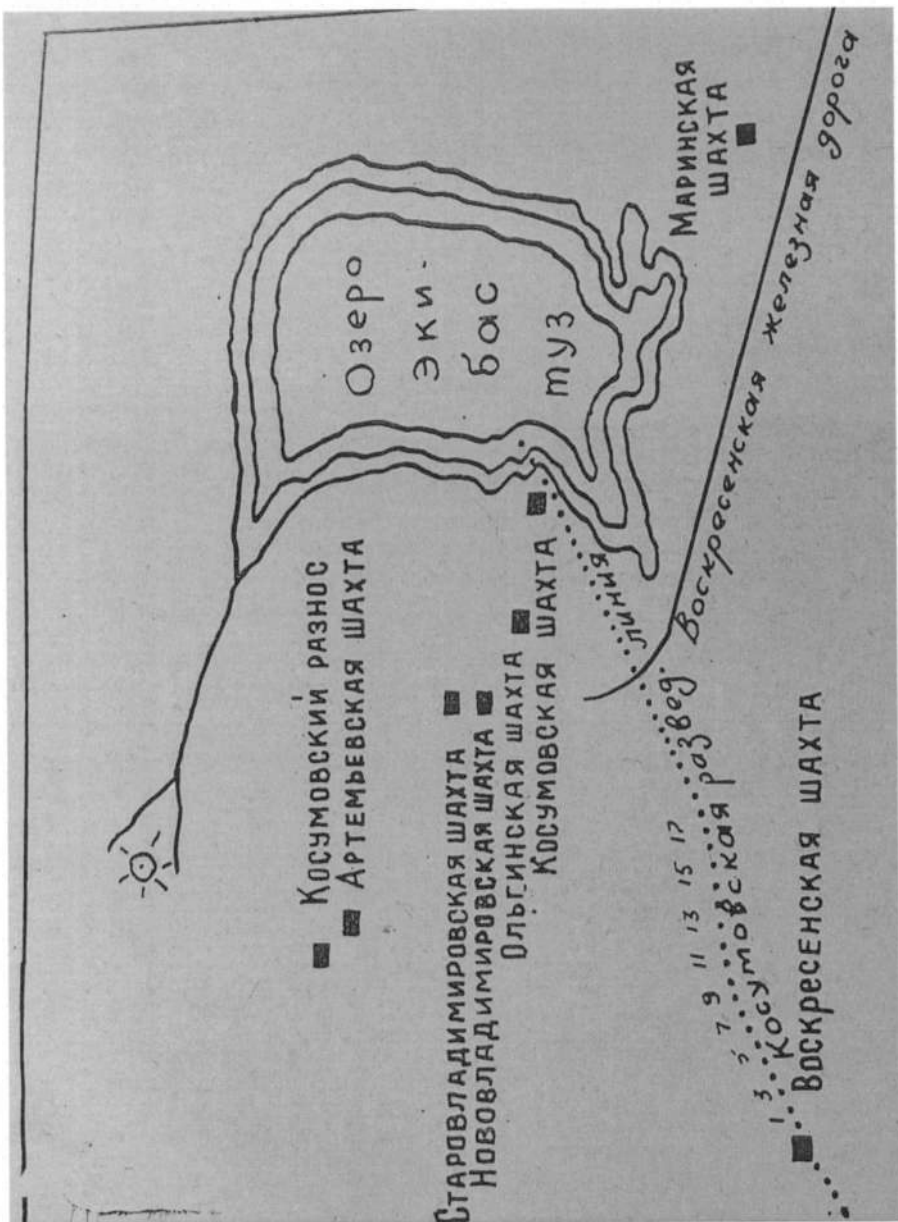 Озеро
Эки-
бас
туз
Маринская
шахта
Воскресенская железная дорога
Косумовский разнос
Артемьевская шахта
Старовладимировская шахта
Нововладимировская шахта
Ольгинская шахта
Косумовская шахта
Косумовская развед. линия
1 3 5 7 9 11 13 15 17
Воскресенская шахта